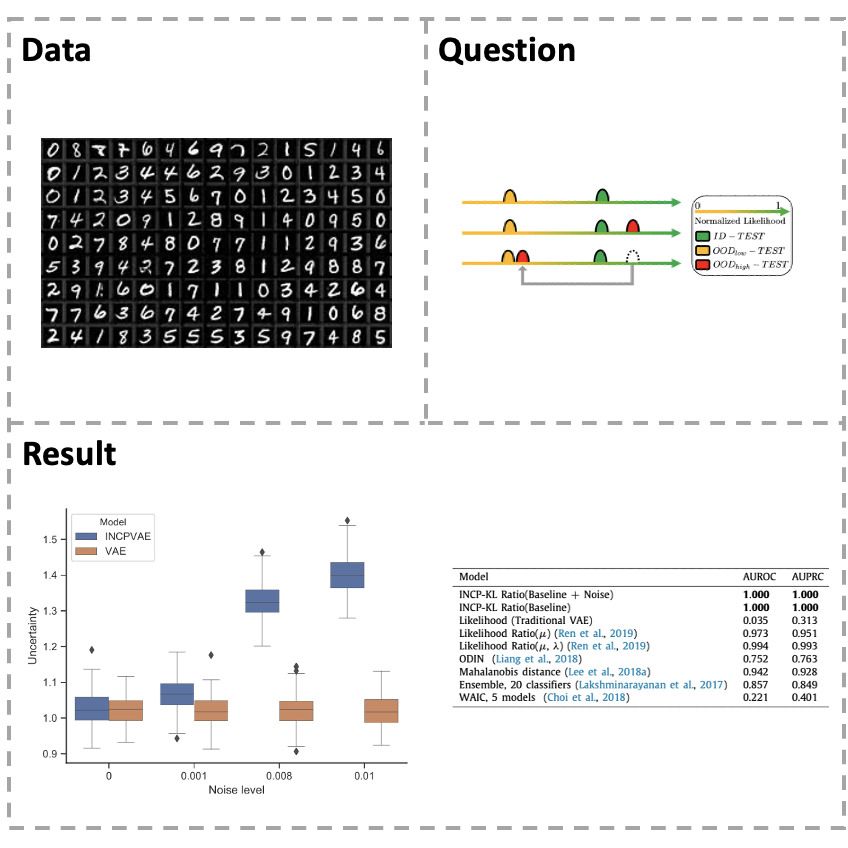 Data
0 8 7 7 6 4 6 9 7 2 1 5 1 4 6
0 1 2 3 4 4 6 2 9 3 0 1 2 3 4
0 1 2 3 4 5 6 7 0 1 2 3 4 5 0
7 4 2 0 9 1 2 8 9 1 4 0 9 5 0
0 2 7 8 4 8 0 7 7 1 1 2 9 3 6
5 3 9 4 2 7 2 3 8 1 2 9 8 8 7
2 9 1 6 0 1 7 1 1 0 3 4 2 6 4
7 7 6 3 6 7 4 2 7 4 9 1 0 6 8
2 4 1 8 3 5 5 5 3 5 9 7 4 8 5
Question
0 1
Normalized Likelihood
ID − TEST
OODlow − TEST
OODhigh − TEST
Result
Model
INCPVAE
VAE
Uncertainty
1.5
1.4
1.3
1.2
1.1
1.0
0.9
0 0.001 0.008 0.01
Noise level
Model AUROC AUPRC
INCP-KL Ratio(Baseline + Noise) 1.000 1.000
INCP-KL Ratio(Baseline) 1.000 1.000
Likelihood (Traditional VAE) 0.035 0.313
Likelihood Ratio(μ) (Ren et al., 2019) 0.973 0.951
Likelihood Ratio(μ, λ) (Ren et al., 2019) 0.994 0.993
ODIN (Liang et al., 2018) 0.752 0.763
Mahalanobis distance (Lee et al., 2018a) 0.942 0.928
Ensemble, 20 classifiers (Lakshminarayanan et al., 2017) 0.857 0.849
WAIC, 5 models (Choi et al., 2018) 0.221 0.401